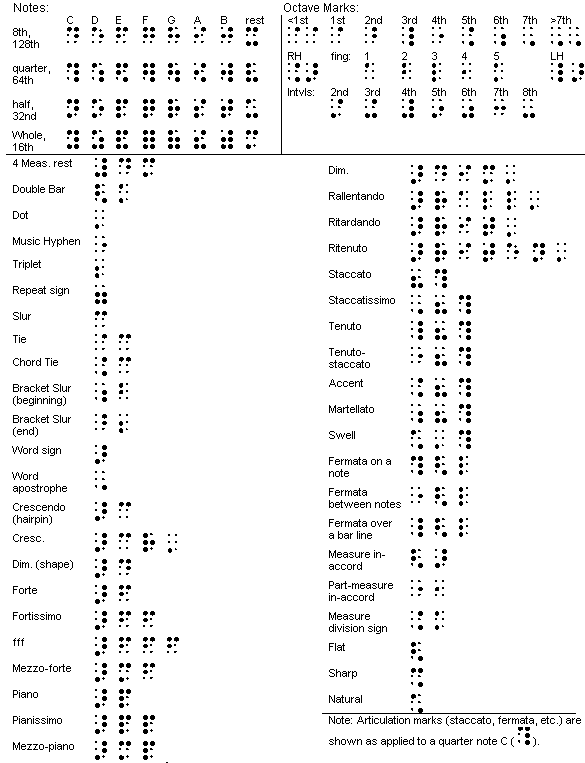 Notes:
C D E F G A B rest
8th,
128th
quarter,
64th
half,
32nd
Whole,
16th
Octave Marks:
<1st 1st 2nd 3rd 4th 5th 6th 7th >7th
RH fing: 1 2 3 4 5 LH
Intvls: 2nd 3rd 4th 5th 6th 7th 8th
4 Meas. rest
Double Bar
Dot
Music Hyphen
Triplet
Repeat sign
Slur
Tie
Chord Tie
Bracket Slur
(beginning)
Bracket Slur
(end)
Word sign
Word
apostrophe
Crescendo
(hairpin)
Cresc.
Dim. (shape)
Forte
Fortissimo
fff
Mezzo-forte
Piano
Pianissimo
Mezzo-piano
Dim.
Rallentando
Ritardando
Ritenuto
Staccato
Staccatissimo
Tenuto
Tenuto-
staccato
Accent
Martellato
Swell
Fermata on a
note
Fermata
between notes
Fermata over
a bar line
Measure in-
accord
Part-measure
in-accord
Measure
division sign
Flat
Sharp
Natural
Note: Articulation marks (staccato, fermata, etc.) are
shown as applied to a quarter note C ( ).